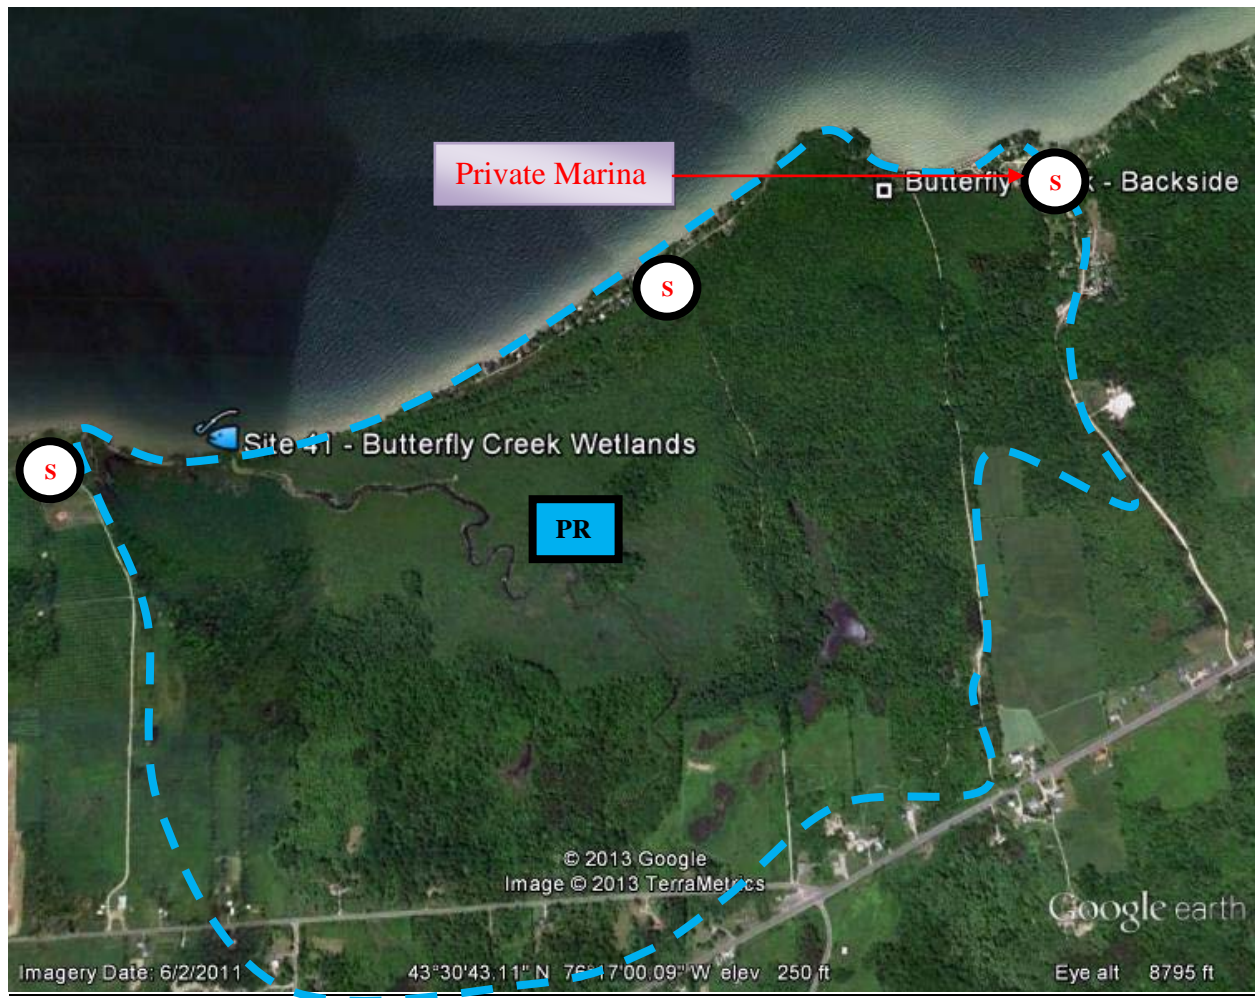 Private Marina
S
Butterfly k - Backside
S
Site 41 - Butterfly Creek Wetlands
S
PR
© 2013 Google
Image © 2013 TerraMetrics
Google earth
Imagery Date: 6/2/2011 43°30'43.11" N 76°17'00.09" W elev 250 ft Eye alt 8795 ft